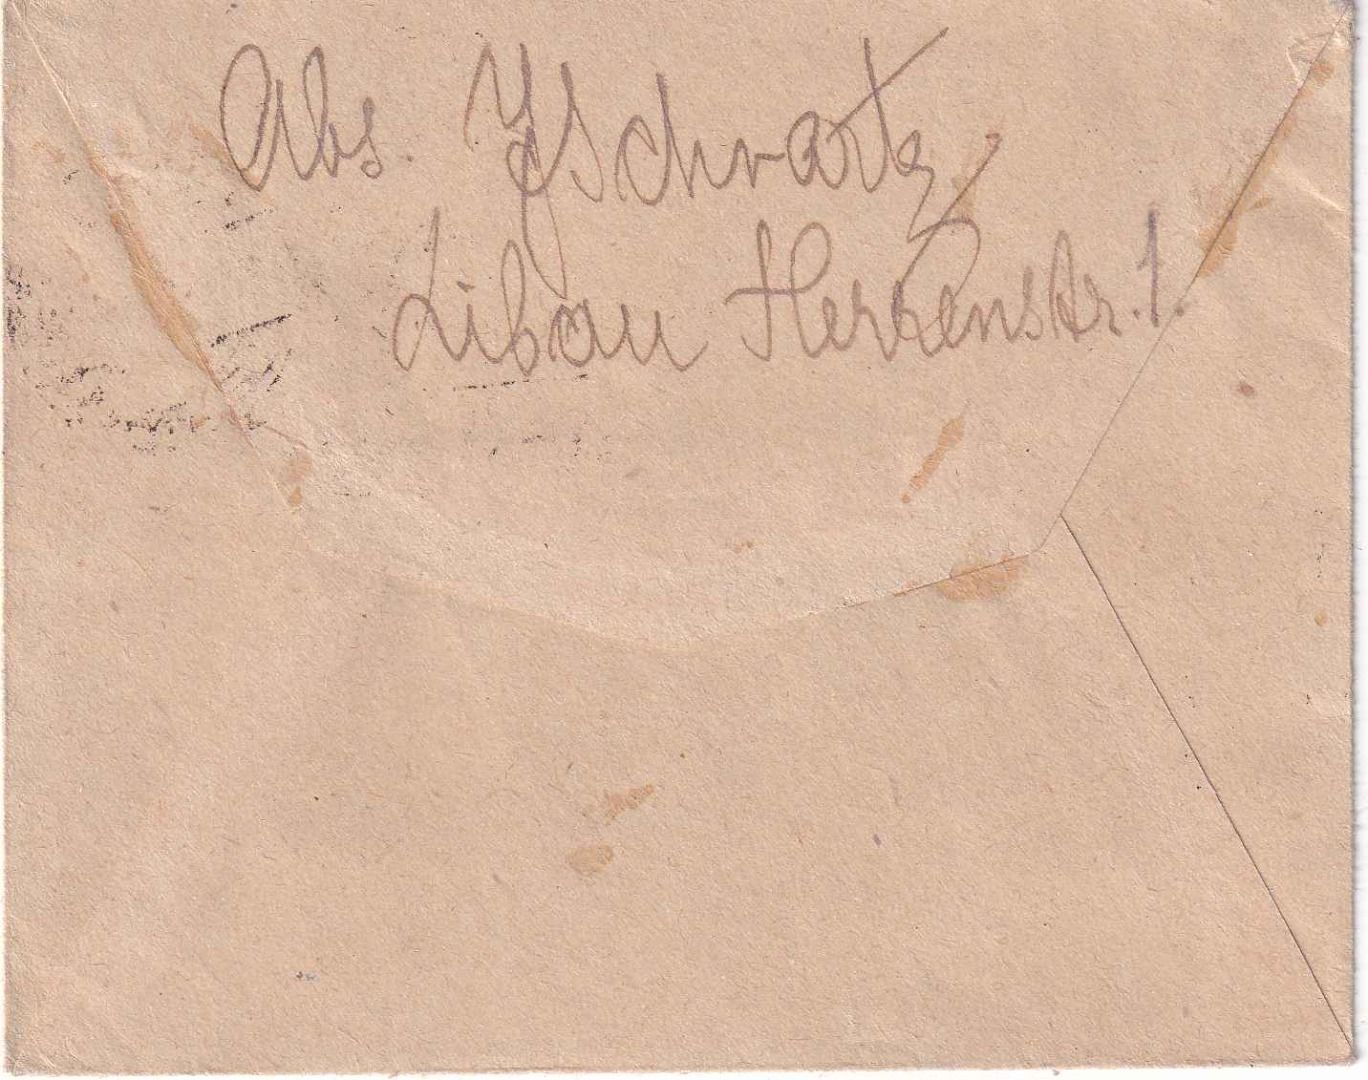 Abs. Y Schwartz
Libau Herrenstr. 1.